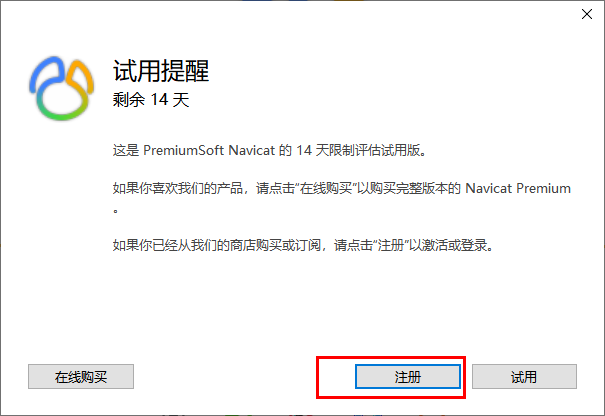 试用提醒
剩余 14 天
这是 PremiumSoft Navicat 的 14 天限制评估试用版。
如果你喜欢我们的产品，请点击“在线购买”以购买完整版本的 Navicat Premium
。
如果你已经从我们的商店购买或订阅，请点击“注册”以激活或登录。
在线购买 注册 试用